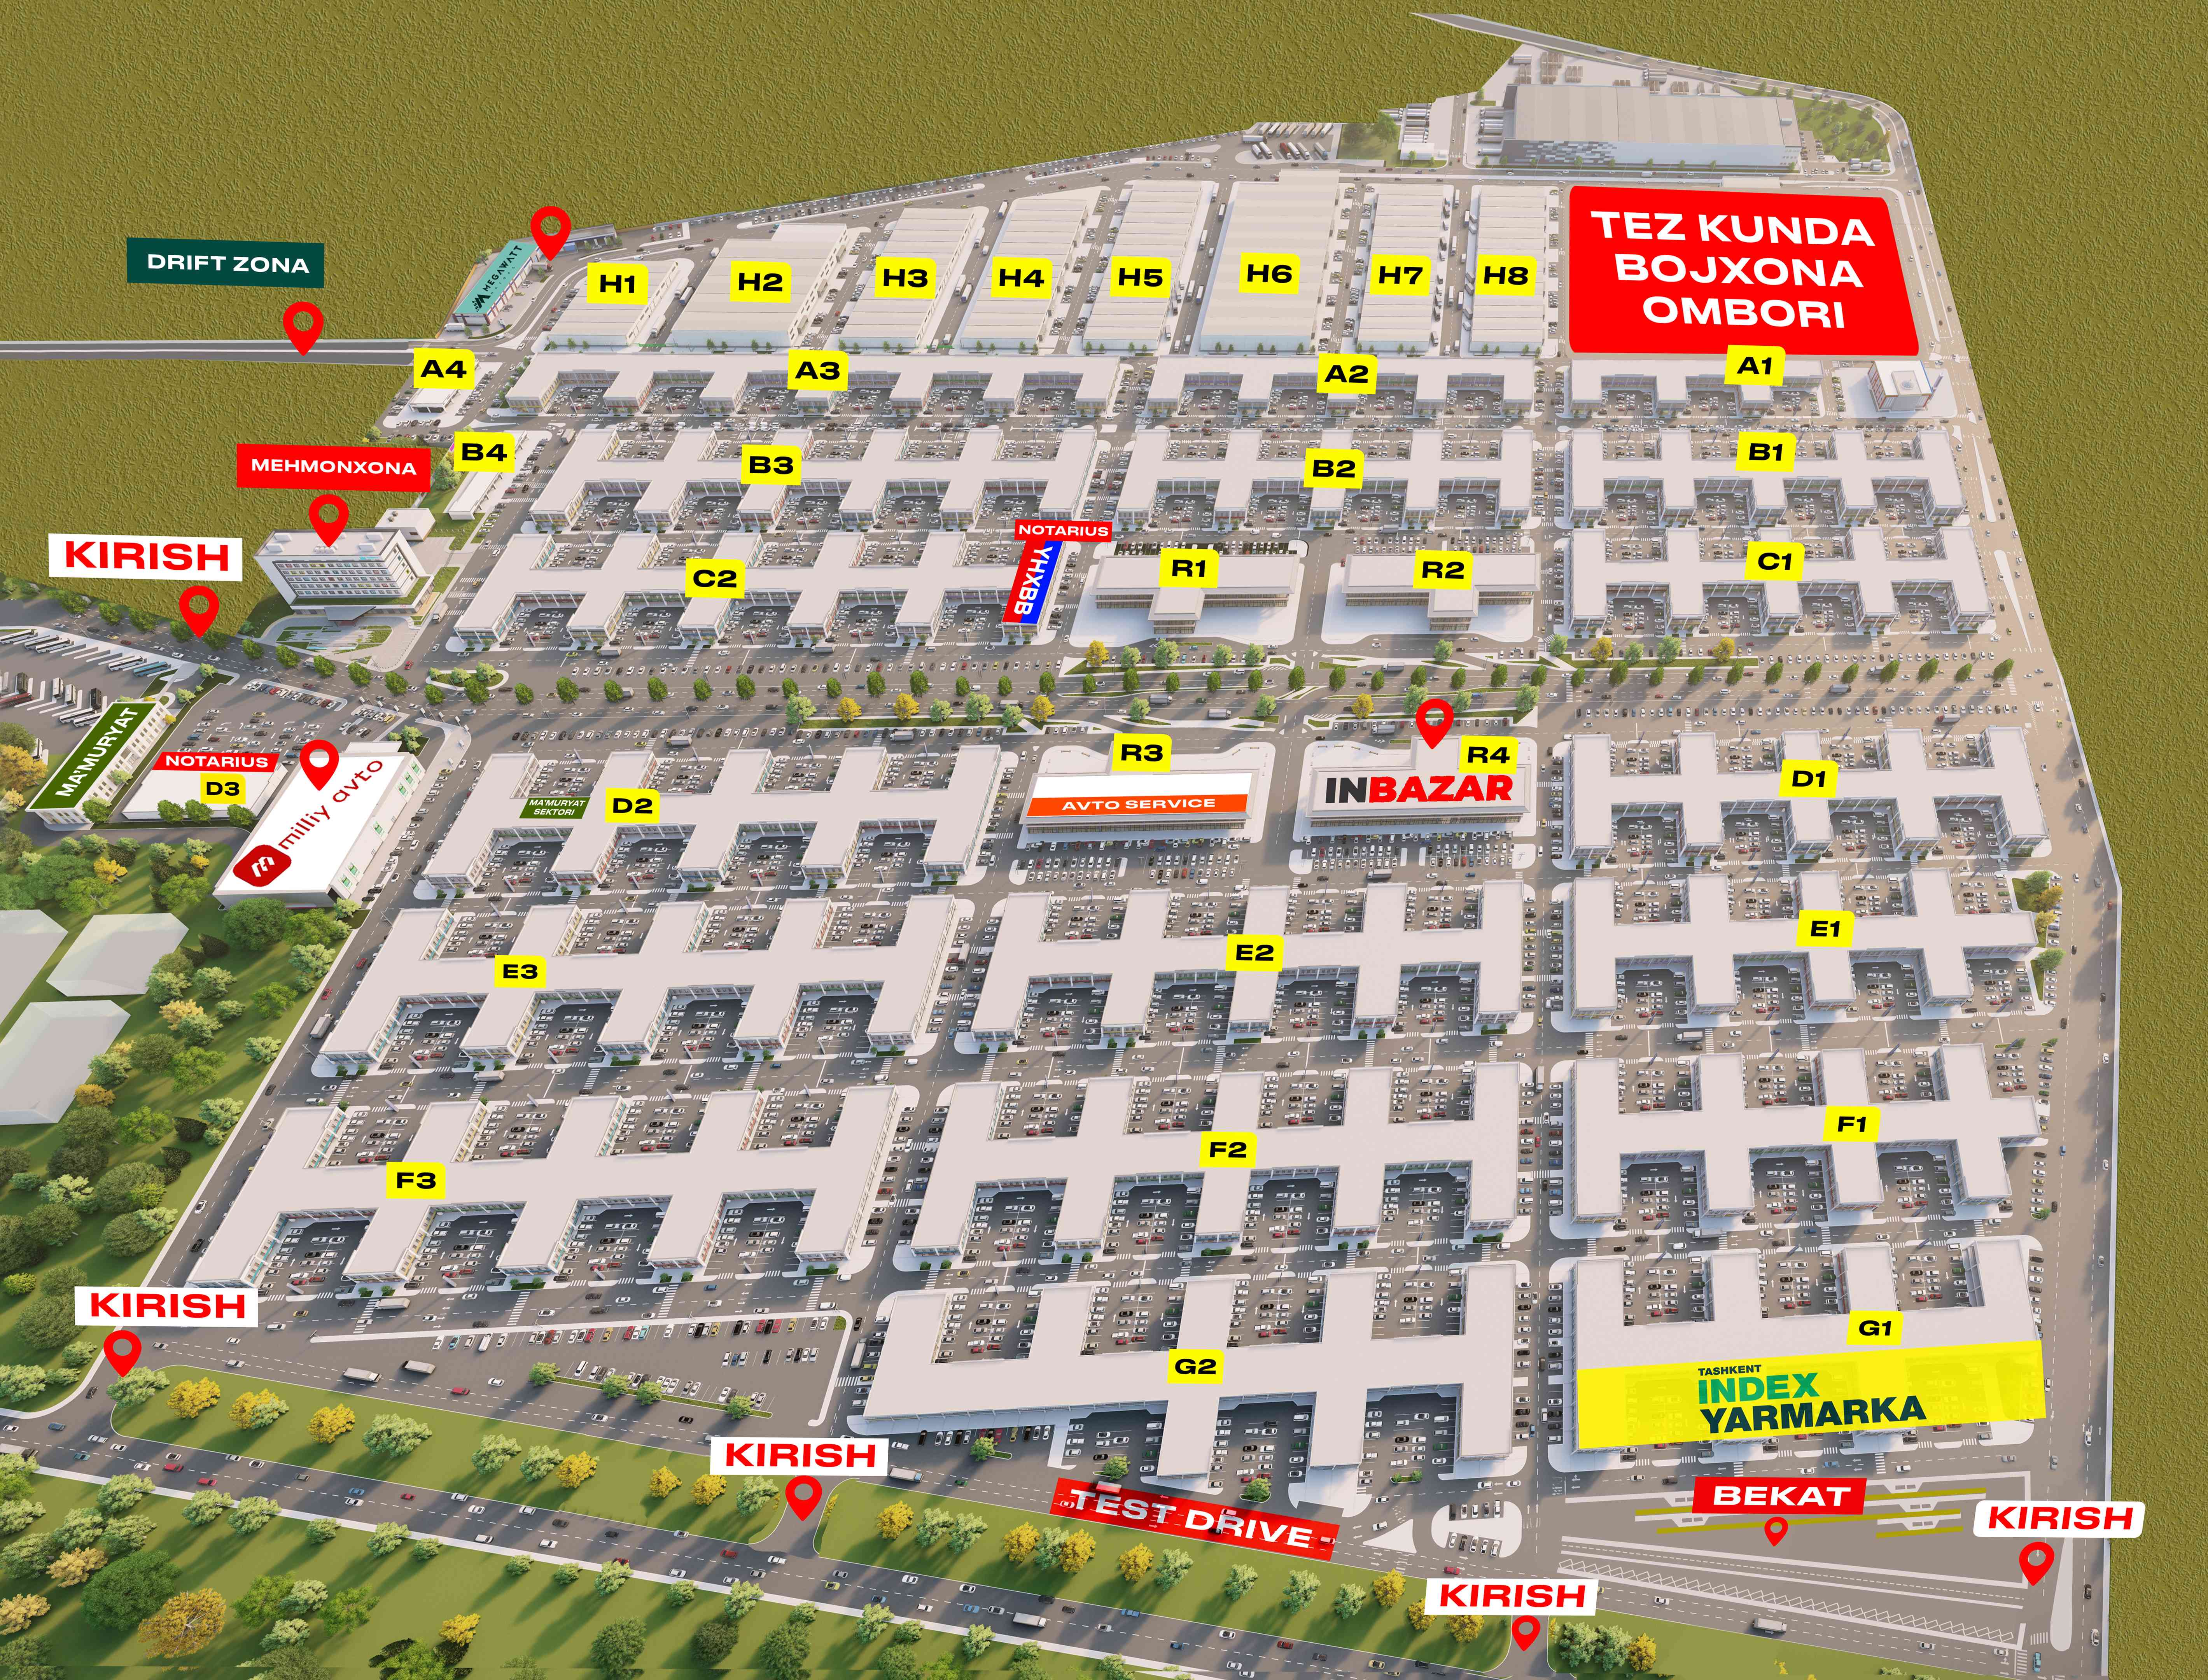 TEZ KUNDA
BOJXONA
OMBORI
DRIFT ZONA
MEGAWATT
H1
H2
H3
H4
H5
H6
H7
H8
A4
A3
A2
A1
MEHMONXONA
B4
B3
B2
B1
KIRISH
NOTARIUS
YHXBB
C2
R1
R2
C1
MA'MURYAT
NOTARIUS
D3
milliy avto
MA'MURYAT
SEKTORI
D2
R3
AVTO SERVICE
R4
INBAZAR
D1
E3
E2
E1
F3
F2
F1
KIRISH
G2
G1
TASHKENT
INDEX
YARMARKA
KIRISH
TEST DRIVE
BEKAT
KIRISH
KIRISH